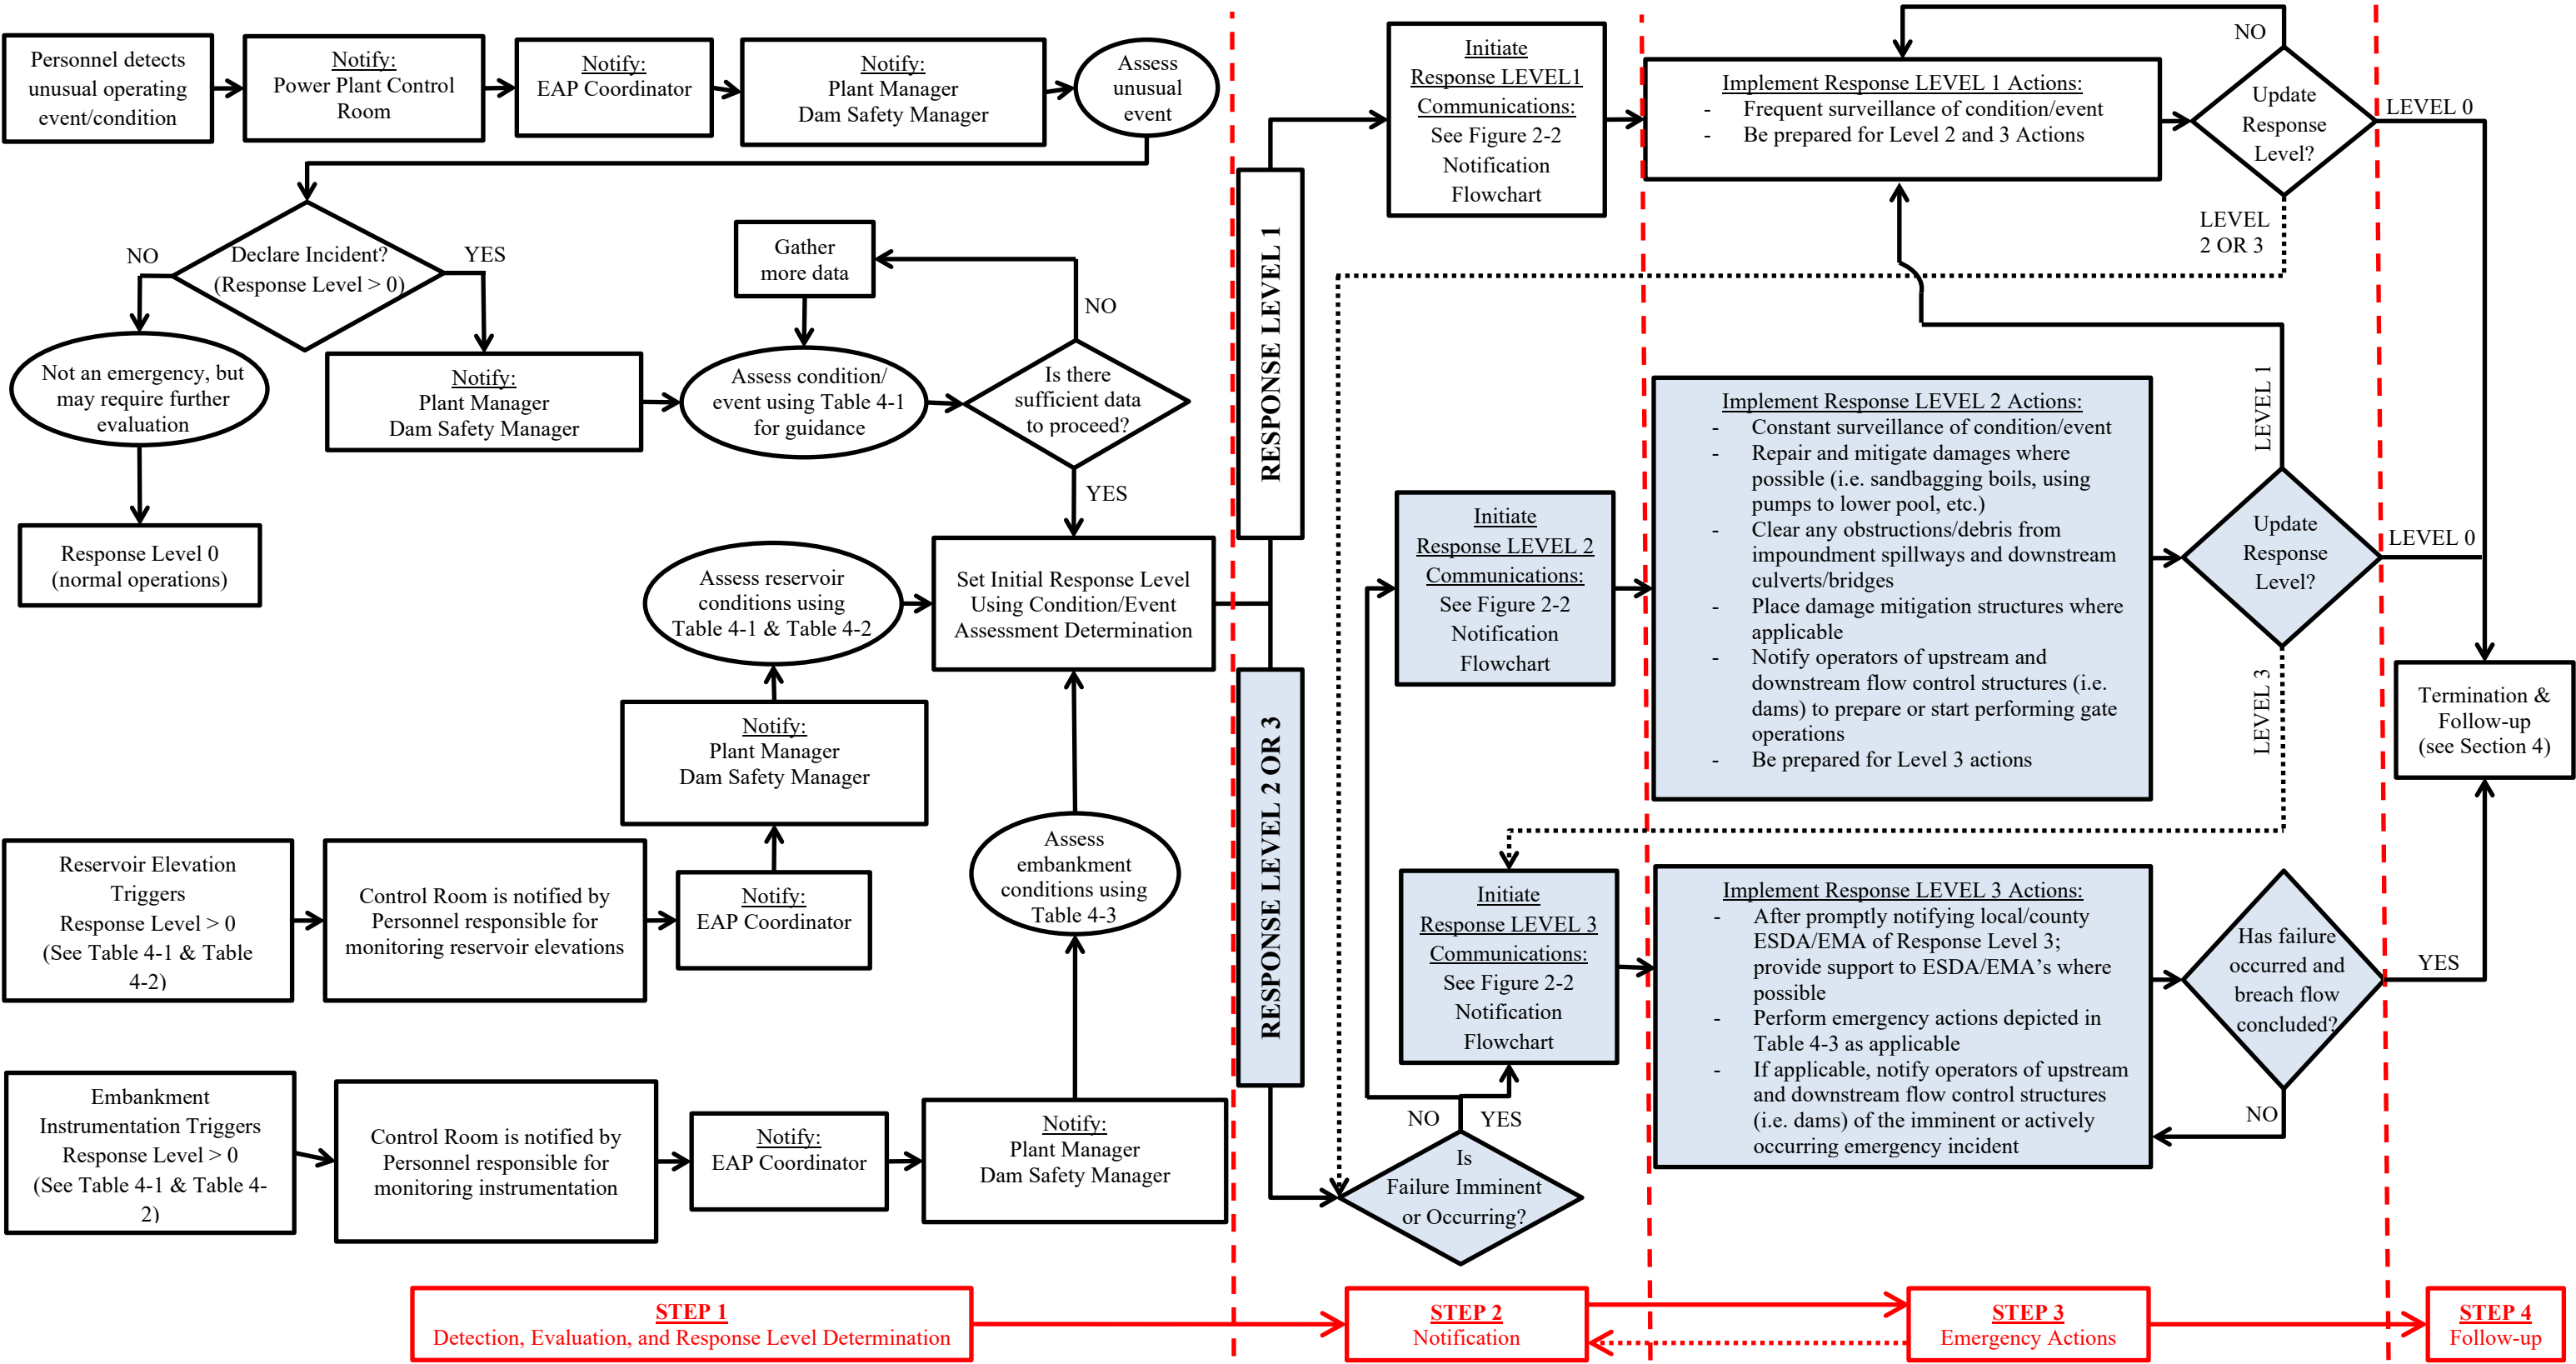 Personnel detects
unusual operating
event/condition
Notify:
Power Plant Control
Room
Notify:
EAP Coordinator
Notify:
Plant Manager
Dam Safety Manager
Assess
unusual
event
Declare Incident?
(Response Level > 0)
NO
YES
Not an emergency, but
may require further
evaluation
Response Level 0
(normal operations)
Notify:
Plant Manager
Dam Safety Manager
Gather
more data
Assess condition/
event using Table 4-1
for guidance
Is there
sufficient data
to proceed?
NO
YES
Assess reservoir
conditions using
Table 4-1 & Table 4-2
Set Initial Response Level
Using Condition/Event
Assessment Determination
Notify:
Plant Manager
Dam Safety Manager
Reservoir Elevation
Triggers
Response Level > 0
(See Table 4-1 & Table
4-2)
Control Room is notified by
Personnel responsible for
monitoring reservoir elevations
Notify:
EAP Coordinator
Assess
embankment
conditions using
Table 4-3
Embankment
Instrumentation Triggers
Response Level > 0
(See Table 4-1 & Table 4-
2)
Control Room is notified by
Personnel responsible for
monitoring instrumentation
Notify:
EAP Coordinator
Notify:
Plant Manager
Dam Safety Manager
RESPONSE LEVEL 1
RESPONSE LEVEL 2 OR 3
Initiate
Response LEVEL1
Communications:
See Figure 2-2
Notification
Flowchart
Implement Response LEVEL 1 Actions:
- Frequent surveillance of condition/event
- Be prepared for Level 2 and 3 Actions
Update
Response
Level?
NO
LEVEL 0
LEVEL
2 OR 3
Initiate
Response LEVEL 2
Communications:
See Figure 2-2
Notification
Flowchart
Implement Response LEVEL 2 Actions:
- Constant surveillance of condition/event
- Repair and mitigate damages where
possible (i.e. sandbagging boils, using
pumps to lower pool, etc.)
- Clear any obstructions/debris from
impoundment spillways and downstream
culverts/bridges
- Place damage mitigation structures where
applicable
- Notify operators of upstream and
downstream flow control structures (i.e.
dams) to prepare or start performing gate
operations
- Be prepared for Level 3 actions
LEVEL 1
Update
Response
Level?
LEVEL 0
LEVEL 3
Termination &
Follow-up
(see Section 4)
Initiate
Response LEVEL 3
Communications:
See Figure 2-2
Notification
Flowchart
Implement Response LEVEL 3 Actions:
- After promptly notifying local/county
ESDA/EMA of Response Level 3;
provide support to ESDA/EMA’s where
possible
- Perform emergency actions depicted in
Table 4-3 as applicable
- If applicable, notify operators of upstream
and downstream flow control structures
(i.e. dams) of the imminent or actively
occurring emergency incident
Has failure
occurred and
breach flow
concluded?
YES
NO
NO
YES
Is
Failure Imminent
or Occurring?
STEP 1
Detection, Evaluation, and Response Level Determination
STEP 2
Notification
STEP 3
Emergency Actions
STEP 4
Follow-up